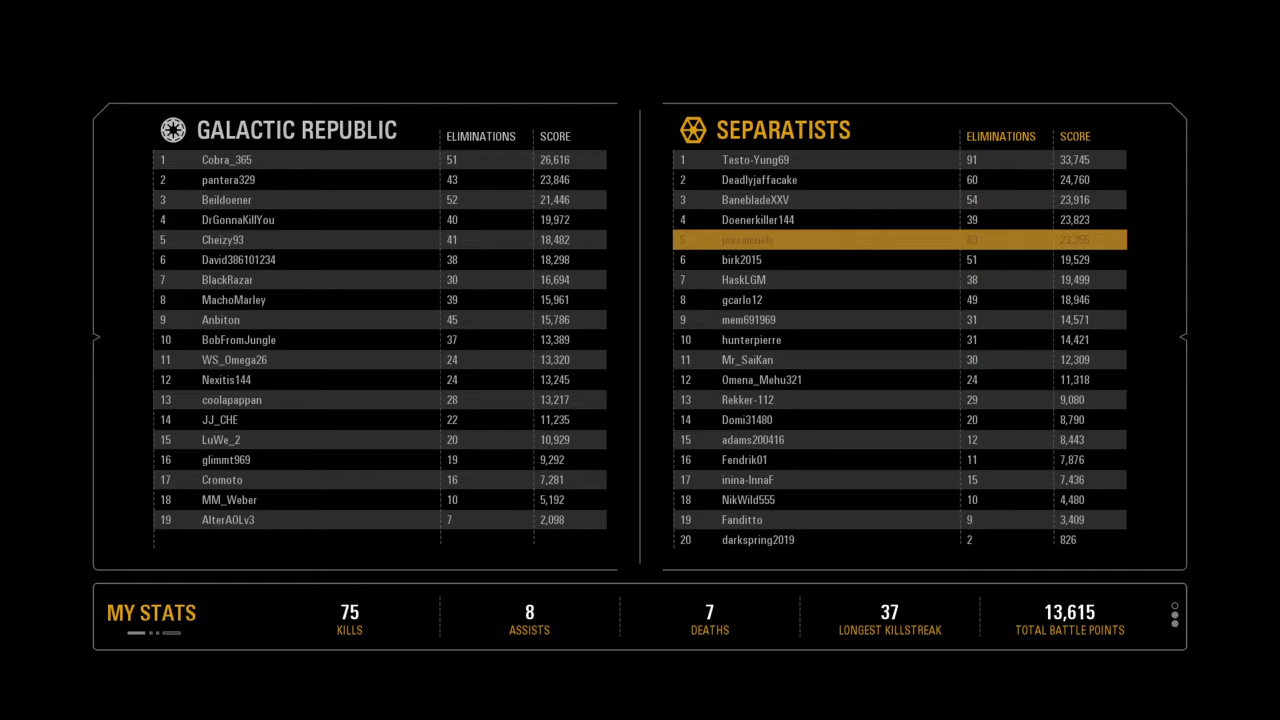 GALACTIC REPUBLIC ELIMINATIONS SCORE
1 Cobra_365 51 26,616
2 pantera329 43 23,846
3 Beildoener 52 21,446
4 DrGonnaKillYou 40 19,972
5 Cheizy93 41 18,482
6 David386101234 38 18,298
7 BlackRazar 30 16,694
8 MachoMarley 39 15,961
9 Anbiton 45 15,786
10 BobFromJungle 37 13,389
11 WS_Omega26 24 13,320
12 Nexitis144 24 13,245
13 coolapappan 28 13,217
14 JJ_CHE 22 11,235
15 LuWe_2 20 10,929
16 glimmt969 19 9,292
17 Cromoto 16 7,281
18 MM_Weber 10 5,192
19 AlterAOLv3 7 2,098
SEPARATISTS ELIMINATIONS SCORE
1 Testo-Yung69 91 33,745
2 Deadlyjaffacake 60 24,760
3 BanebladeXXV 54 23,916
4 Doenerkiller144 39 23,823
5 83 23,355
6 birk2015 51 19,529
7 HaskLGM 38 19,499
8 gcarlo12 49 18,946
9 mem691969 31 14,571
10 hunterpierre 31 14,421
11 Mr_SaiKan 30 12,309
12 Omena_Mehu321 24 11,318
13 Rekker-112 29 9,080
14 Domi31480 20 8,790
15 adams200416 12 8,443
16 Fendrik01 11 7,876
17 inina-InnaF 15 7,436
18 NikWild555 10 4,480
19 Fanditto 9 3,409
20 darkspring2019 2 826
MY STATS
75 8 7 37 13,615
KILLS ASSISTS DEATHS LONGEST KILLSTREAK TOTAL BATTLE POINTS